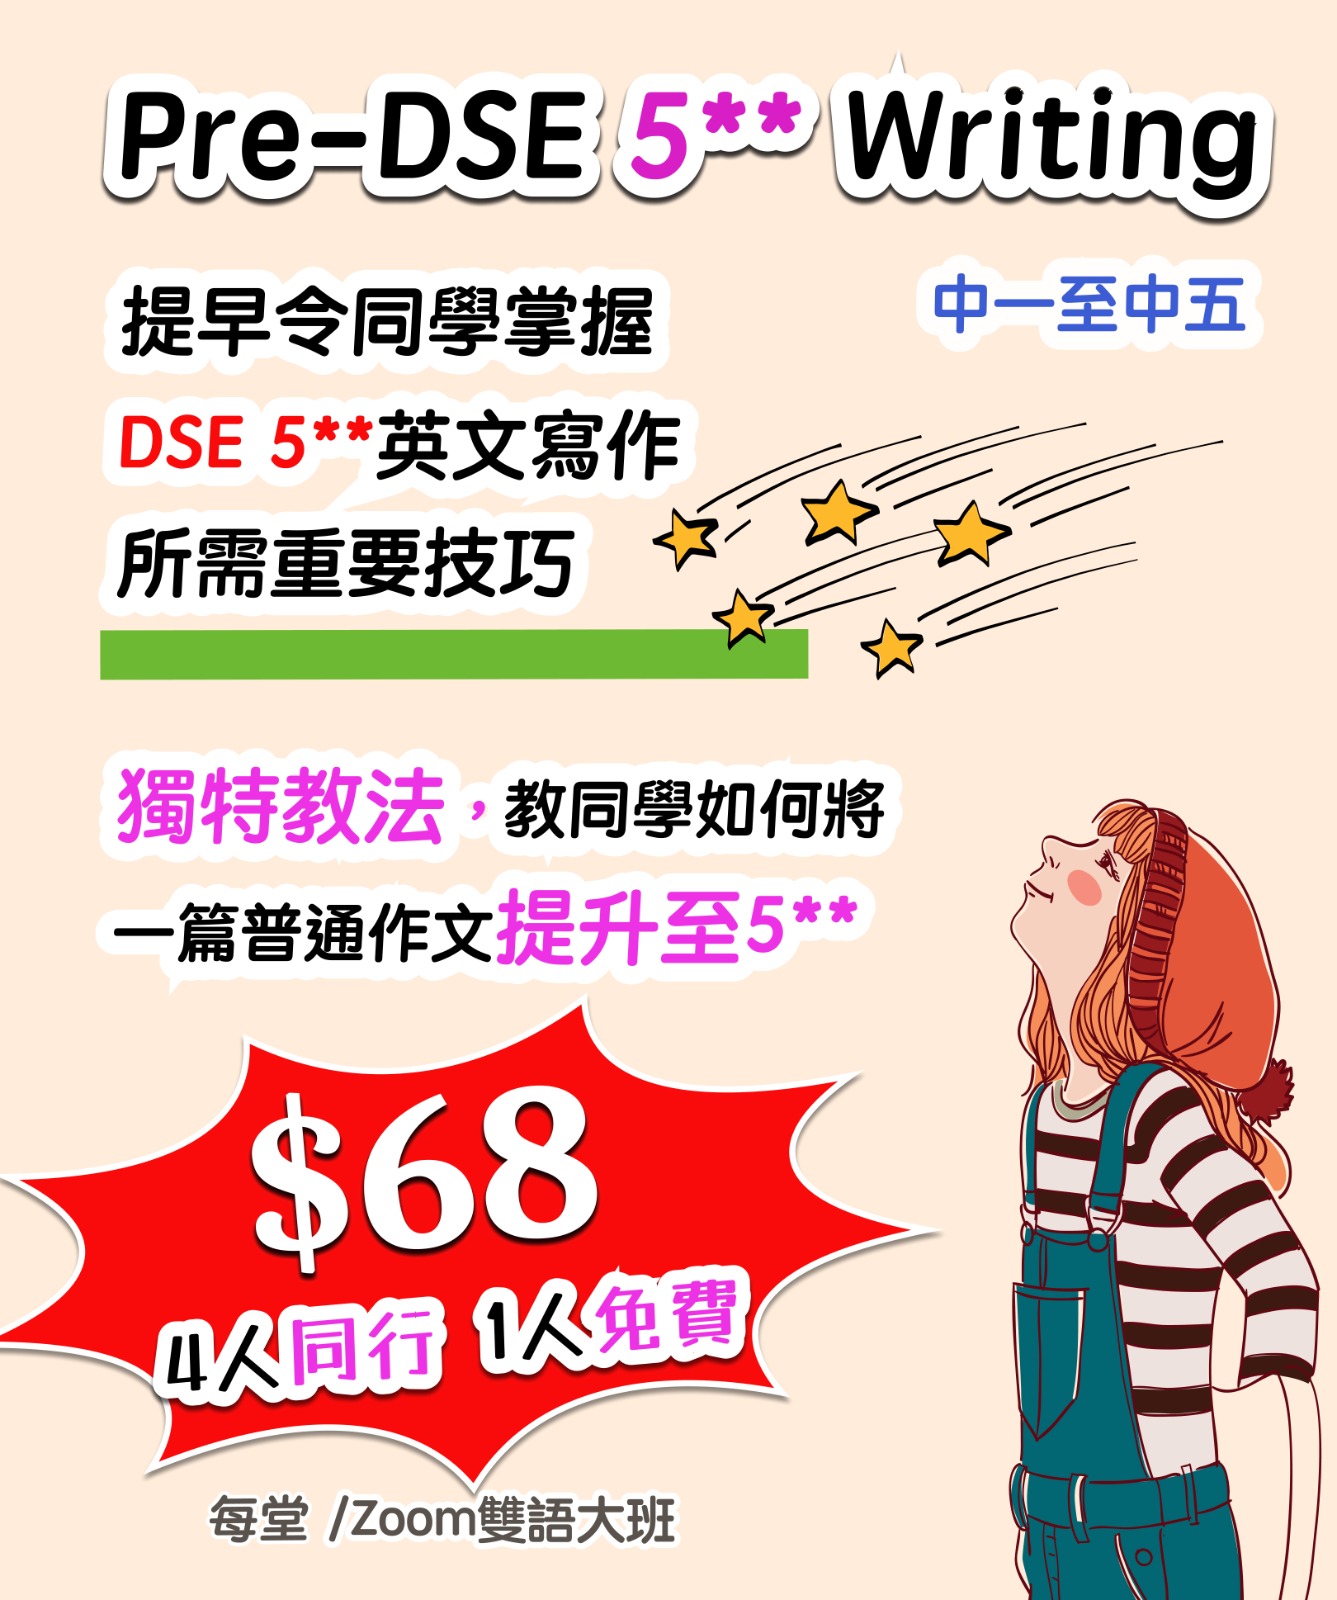 Pre-DSE 5** Writing
中一至中五
提早令同學掌握
DSE 5**英文寫作
所需重要技巧
獨特教法，教同學如何將
一篇普通作文提升至5**
$68
4人同行 1人免費
每堂 /Zoom雙語大班